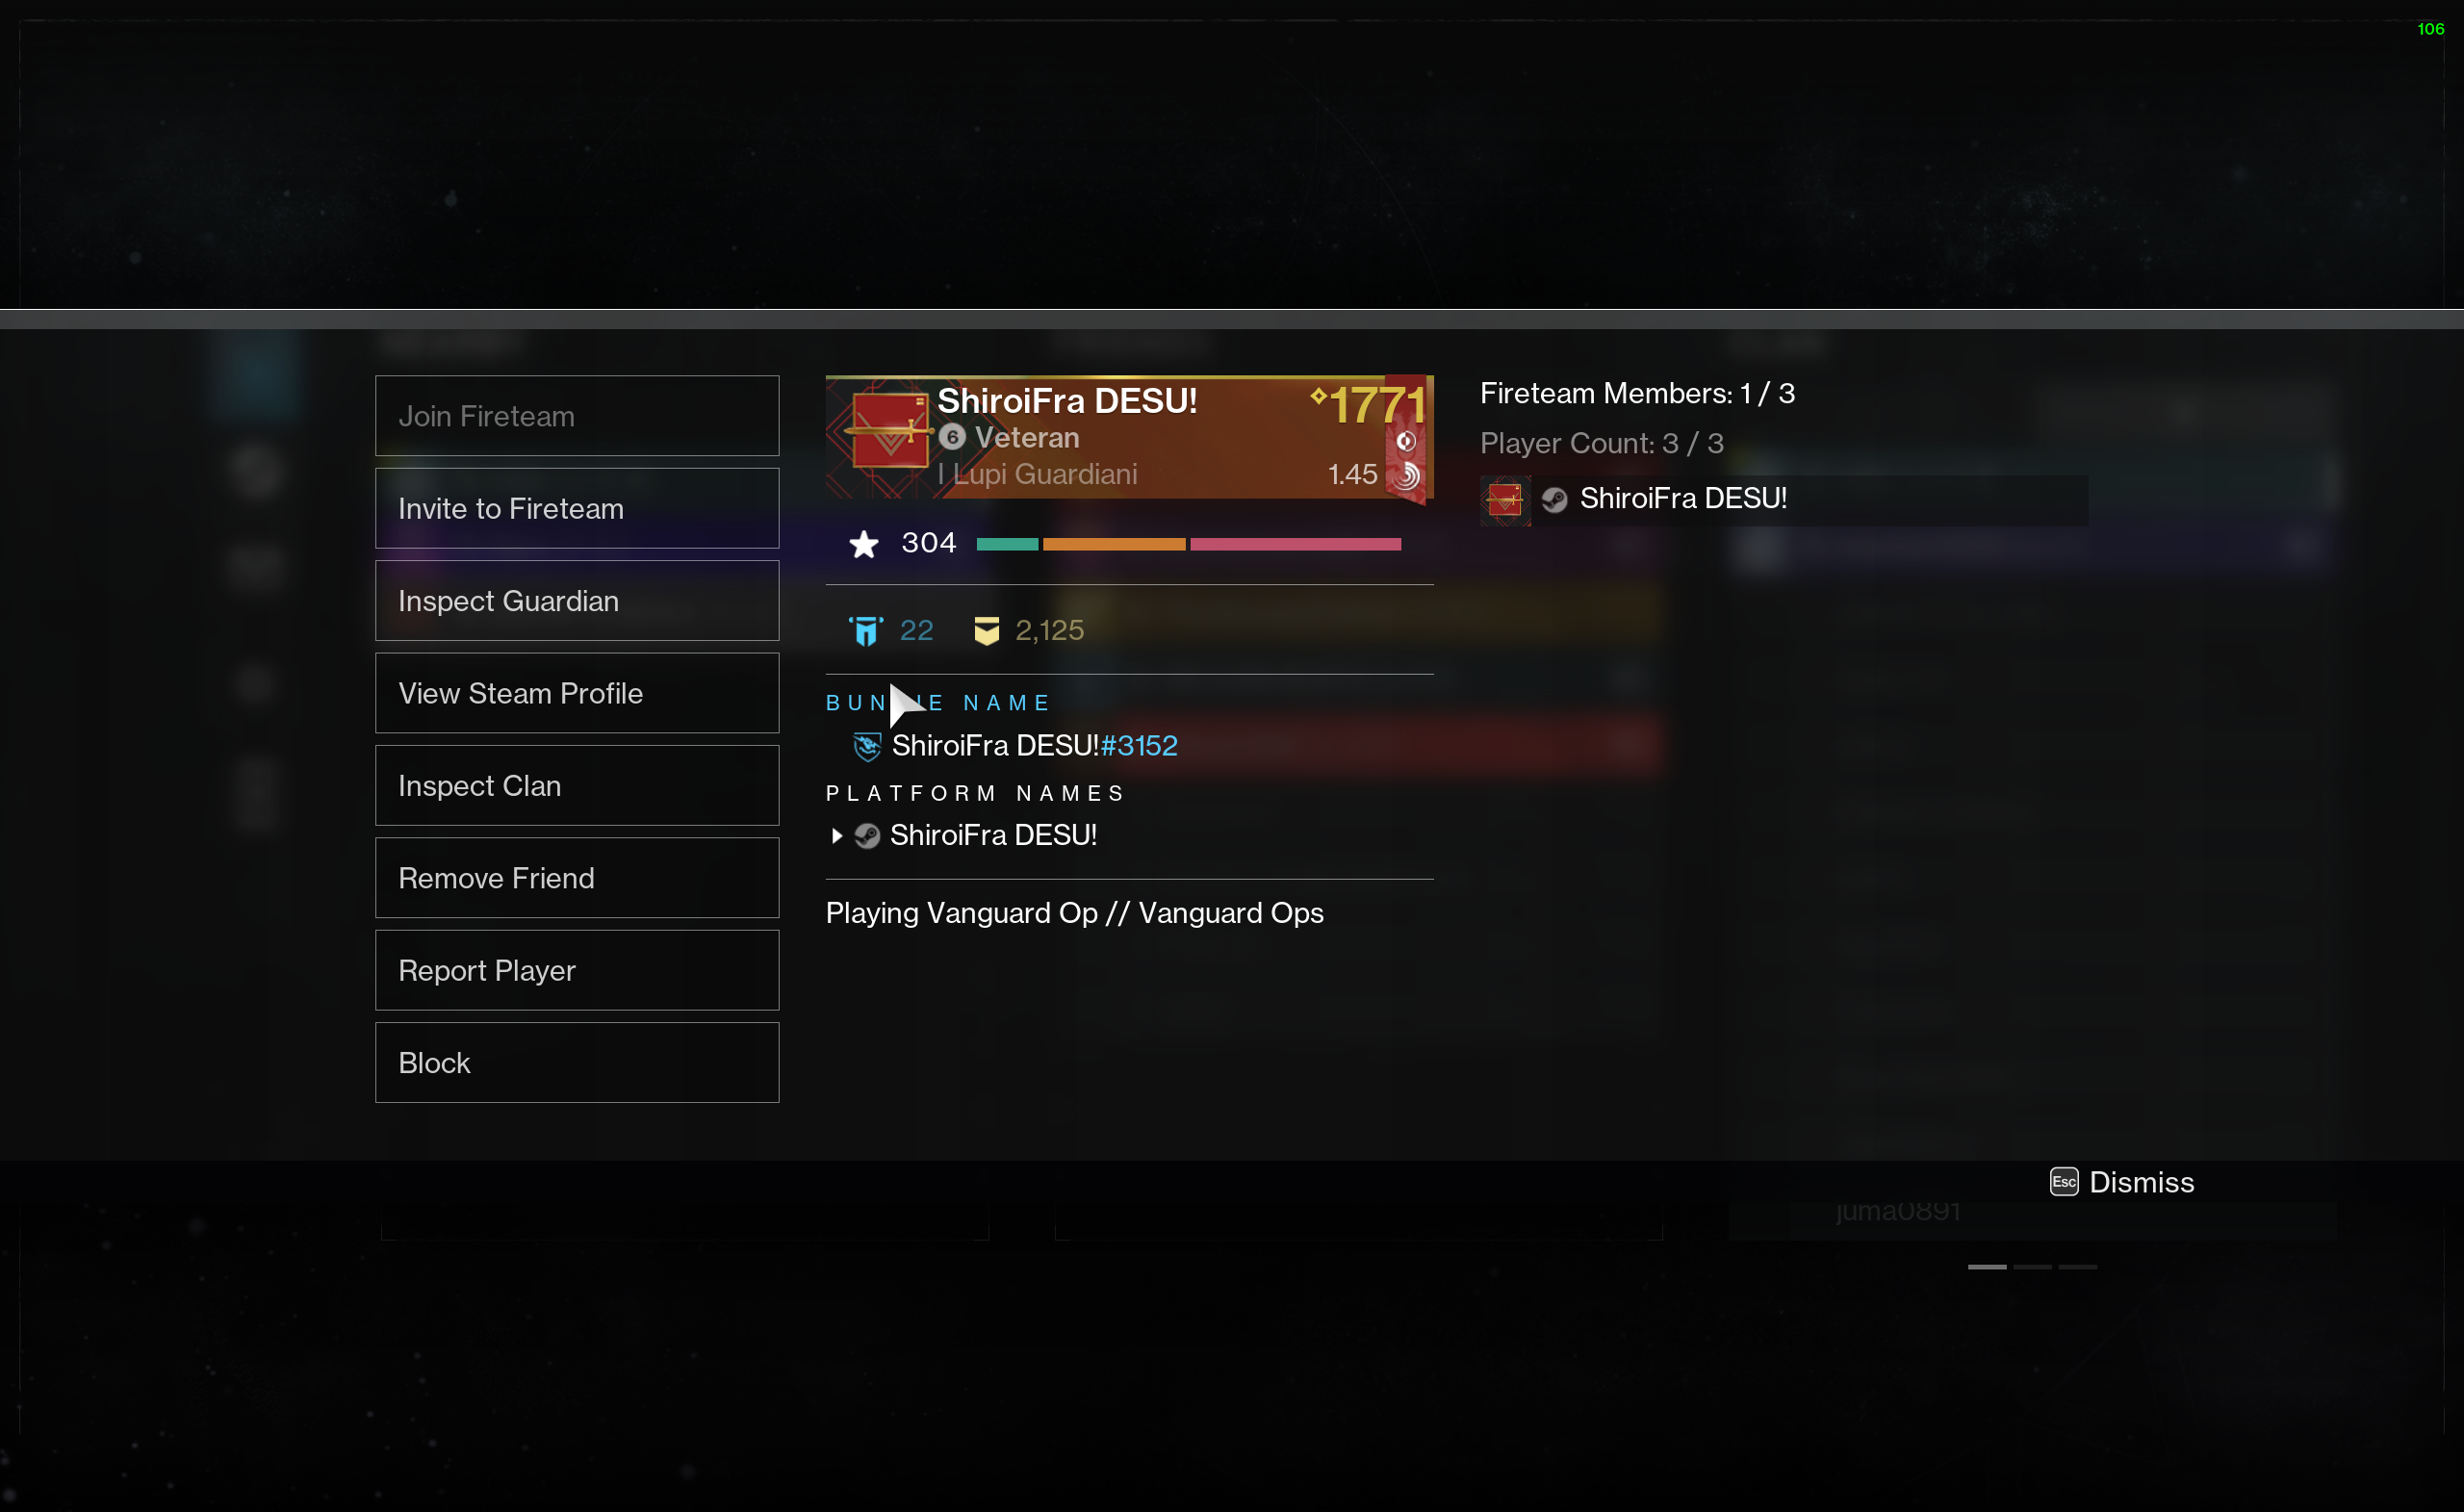 106
Join Fireteam
Invite to Fireteam
Inspect Guardian
View Steam Profile
Inspect Clan
Remove Friend
Report Player
Block
ShiroiFra DESU!
1771
6 Veteran
I Lupi Guardiani
1.45
304
22 2,125
NAME
ShiroiFra DESU!#3152
PLATFORM NAMES
ShiroiFra DESU!
Playing Vanguard Op // Vanguard Ops
Fireteam Members: 1 / 3
Player Count: 3 / 3
ShiroiFra DESU!
Esc Dismiss
juma0891